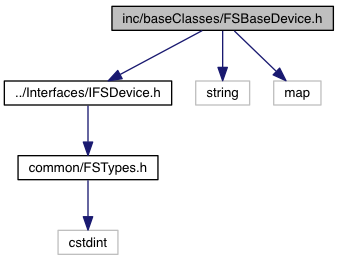 inc/baseClasses/FSBaseDevice.h
../Interfaces/IFSDevice.h
string
map
common/FSTypes.h
cstdint